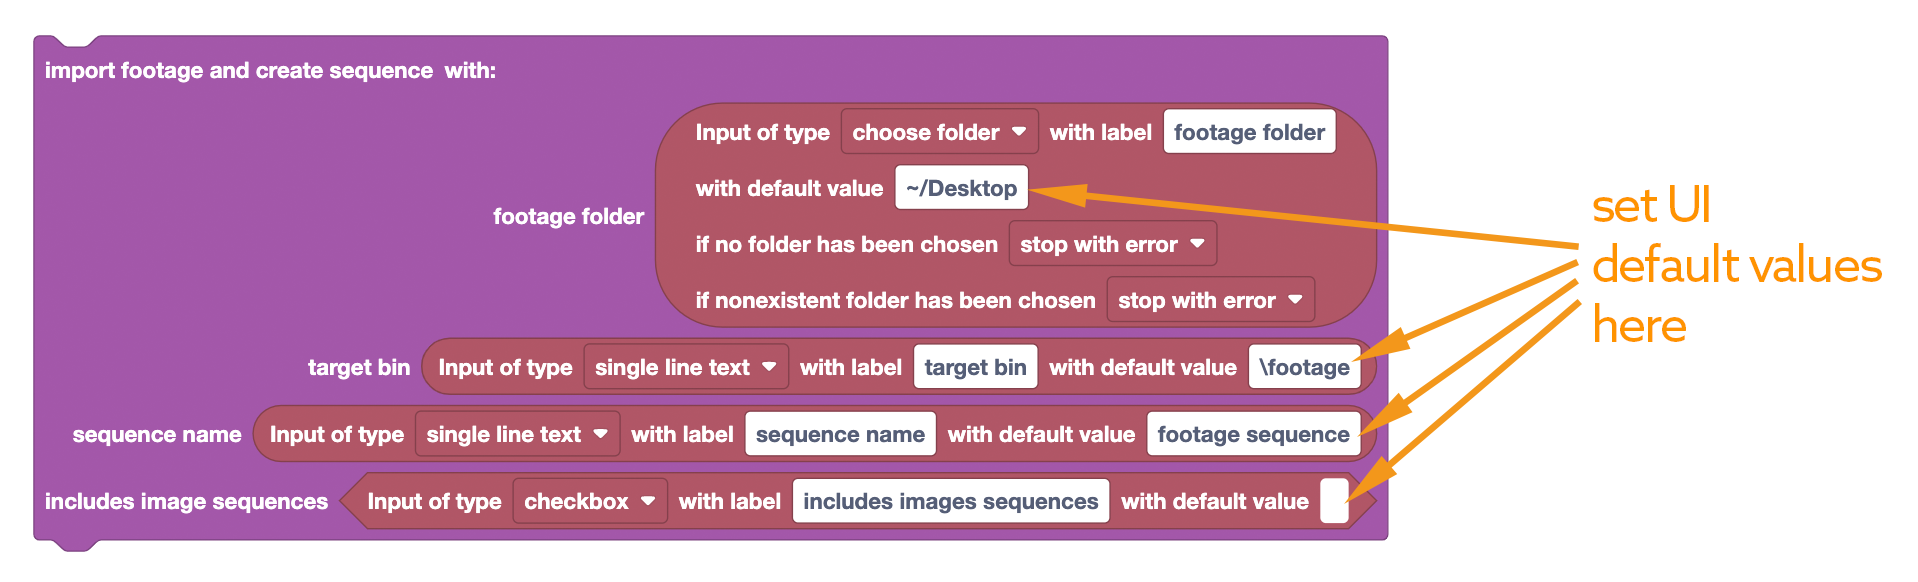 import footage and create sequence with:
Input of type choose folder with label footage folder
with default value ~/Desktop
footage folder
if no folder has been chosen stop with error
if nonexistent folder has been chosen stop with error
target bin Input of type single line text with label target bin with default value \footage
sequence name Input of type single line text with label sequence name with default value footage sequence
includes image sequences Input of type checkbox with label includes images sequences with default value
set UI
default values
here